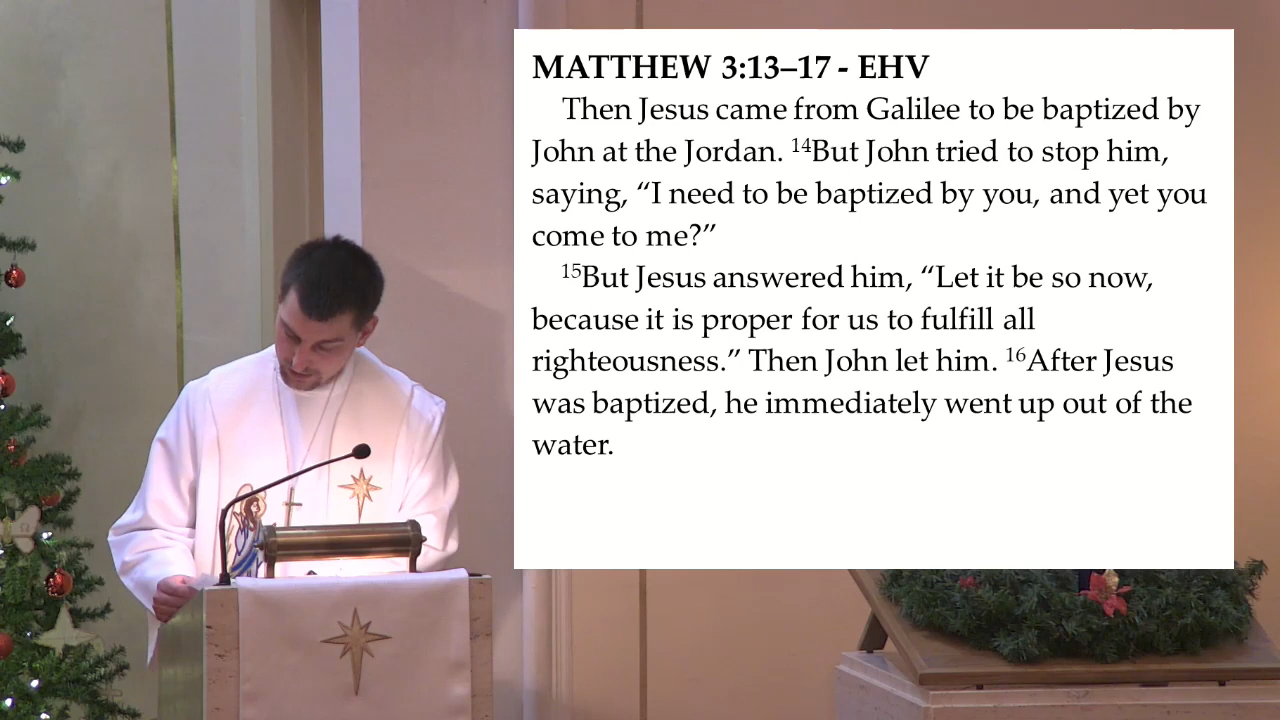 MATTHEW 3:13–17 - EHV
Then Jesus came from Galilee to be baptized by
John at the Jordan. ¹⁴But John tried to stop him,
saying, “I need to be baptized by you, and yet you
come to me?”
¹⁵But Jesus answered him, “Let it be so now,
because it is proper for us to fulfill all
righteousness.” Then John let him. ¹⁶After Jesus
was baptized, he immediately went up out of the
water.